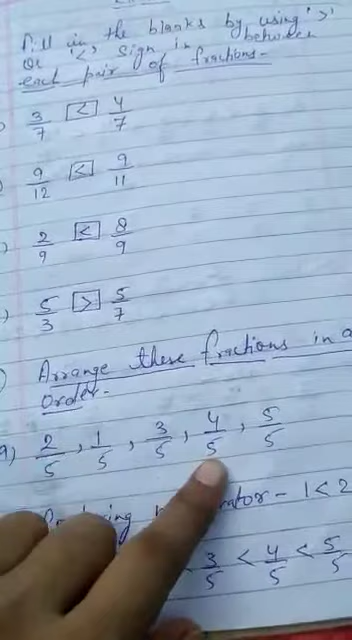 Fill in the blanks by using '>'
or '<' sign in between
each pair of fractions.
3/7 < 4/7
9/12 < 9/11
2/9 < 8/9
5/3 > 5/7
Arrange these fractions in a
order.
a) 2/5, 1/5, 3/5, 4/5, 5/5
1 < 2
3/5 < 4/5 < 5/5